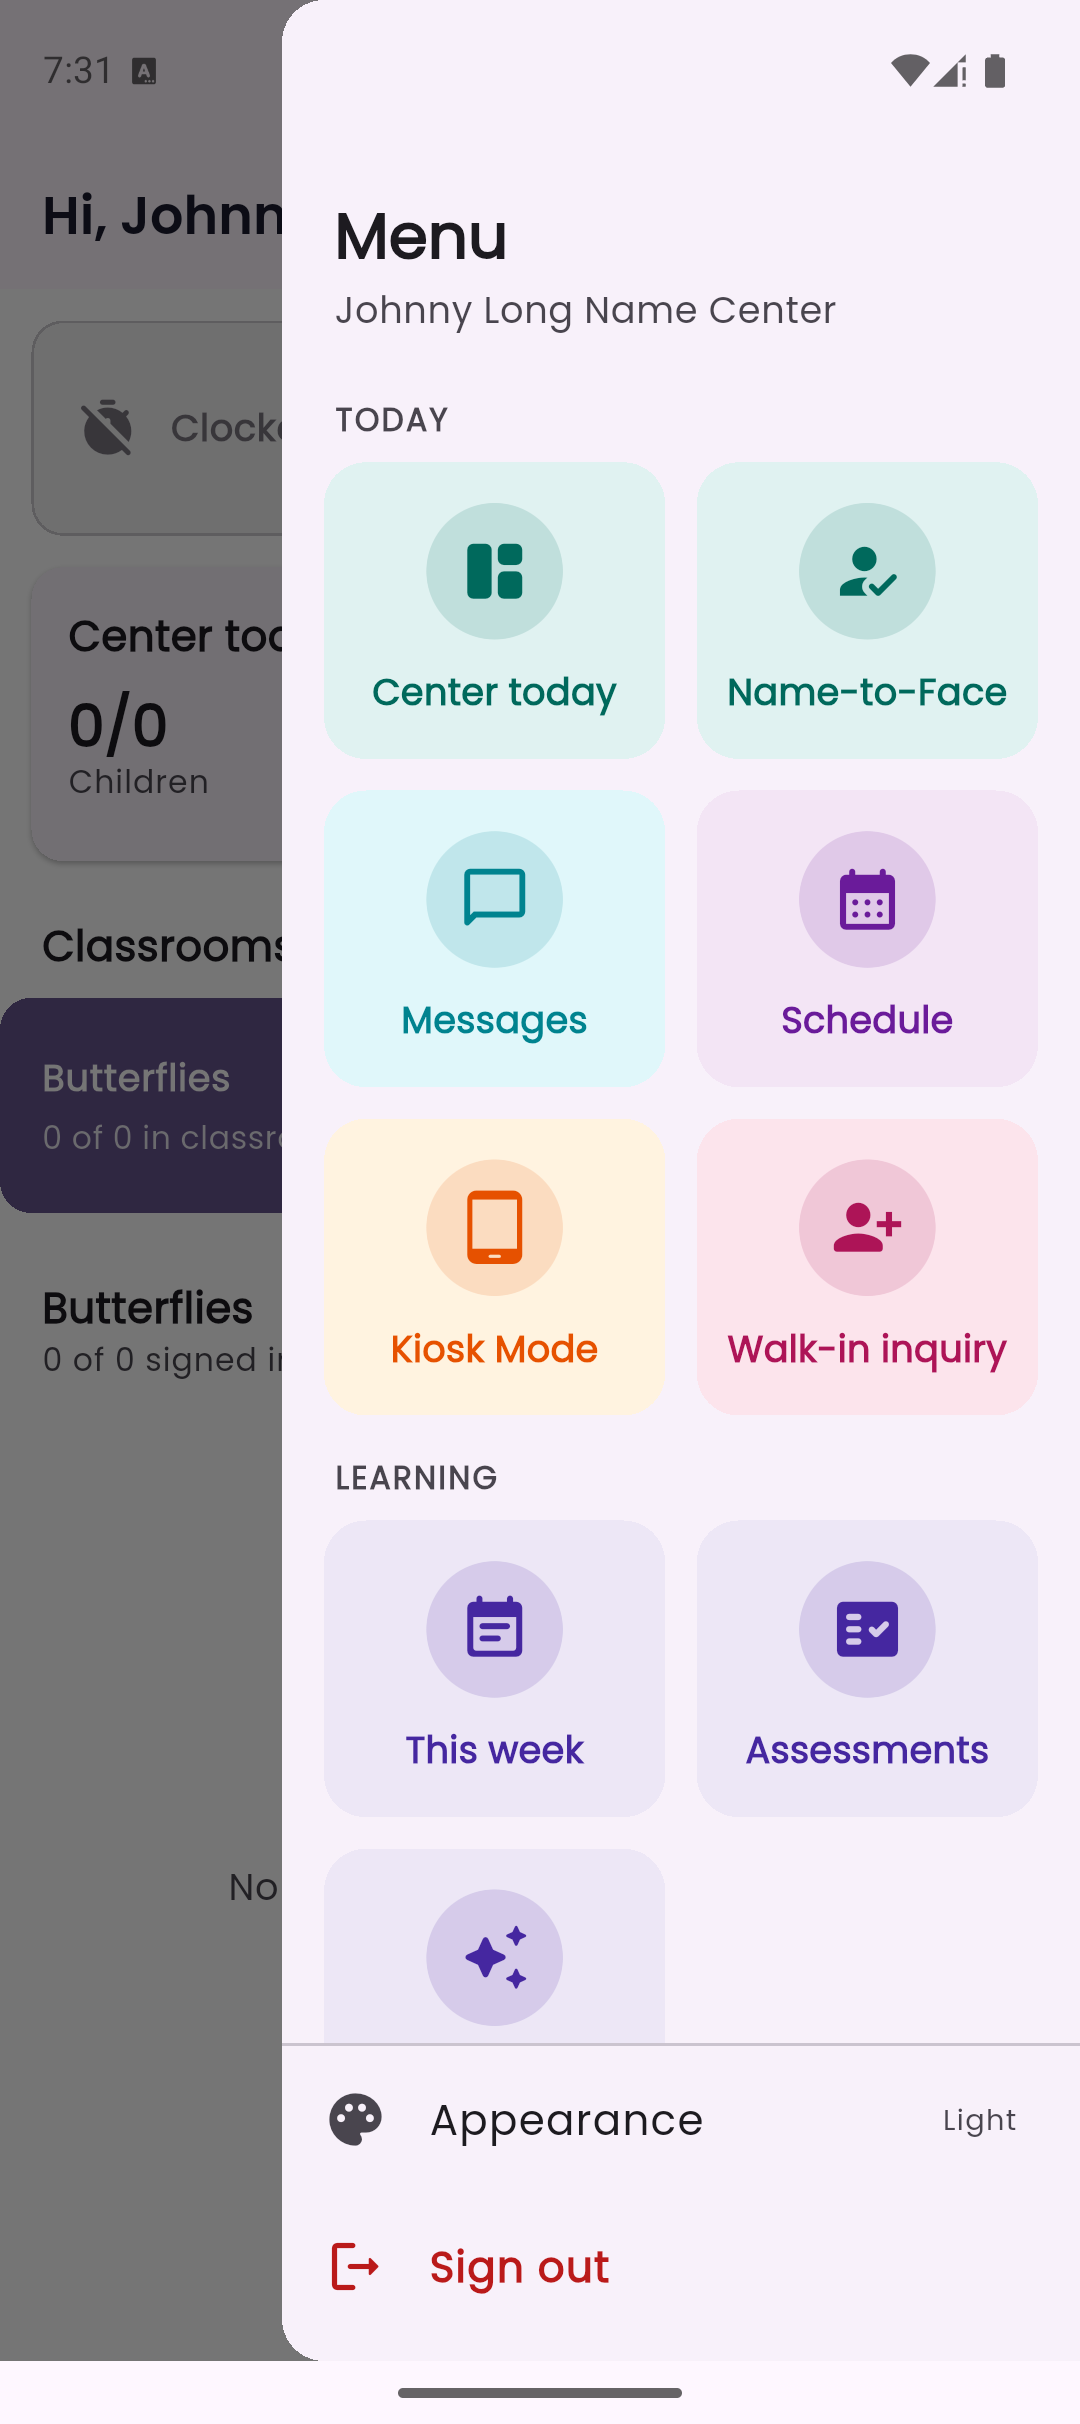 7:31
Hi, Johnn
Clock
Center to
0/0
Children
Classrooms
Butterflies
0 of 0 in classr
Butterflies
0 of 0 signed i
No
Menu
Johnny Long Name Center
TODAY
Center today
Name-to-Face
Messages
Schedule
Kiosk Mode
Walk-in inquiry
LEARNING
This week
Assessments
Appearance
Light
Sign out